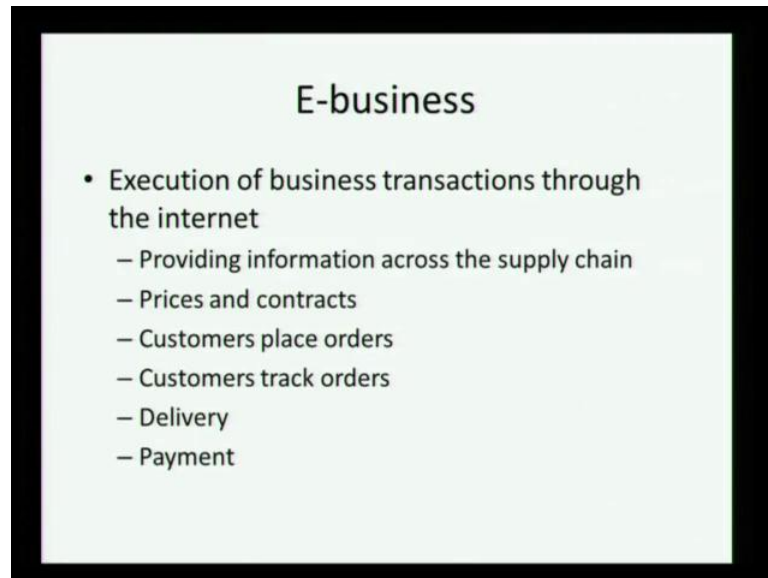 E-business
• Execution of business transactions through
the internet
– Providing information across the supply chain
– Prices and contracts
– Customers place orders
– Customers track orders
– Delivery
– Payment